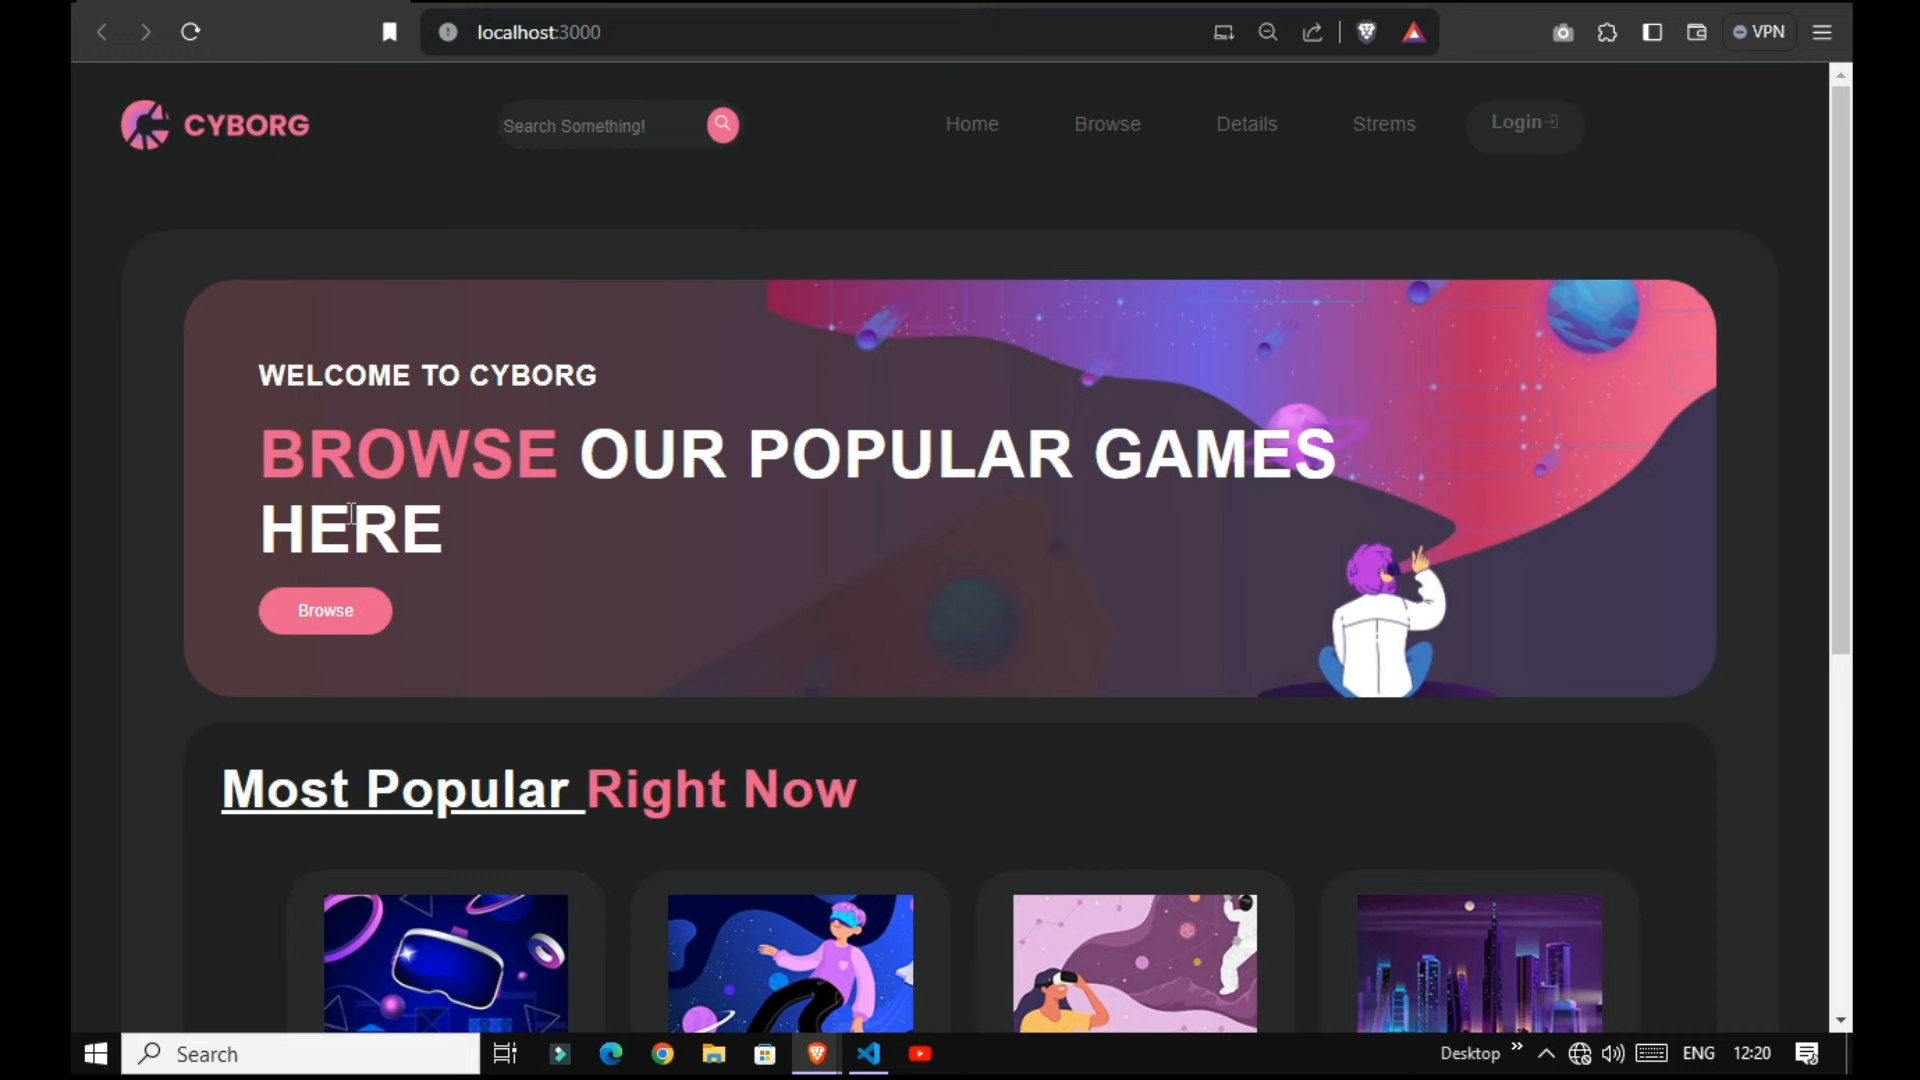 localhost:3000
VPN
CYBORG
Search Something!
Home
Browse
Details
Strems
Login
WELCOME TO CYBORG
BROWSE OUR POPULAR GAMES
HERE
Browse
Most Popular Right Now
Search
Desktop
ENG
12:20